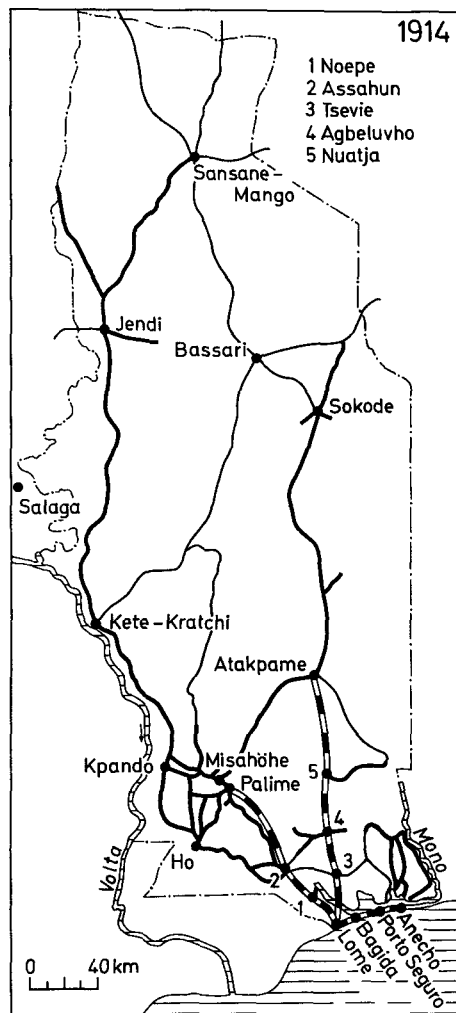 1914
1 Noepe
2 Assahun
3 Tsevie
4 Agbeluvho
5 Nuatja
Sansane-
Mango
Jendi
Bassari
Sokode
Salaga
Kete-Kratchi
Atakpame
Misahöhe
Kpando
Palime
5
4
Ho
Volta
Mono
2
3
1
Lome
Bagida
Porto Seguro
Anecho
0 40 km